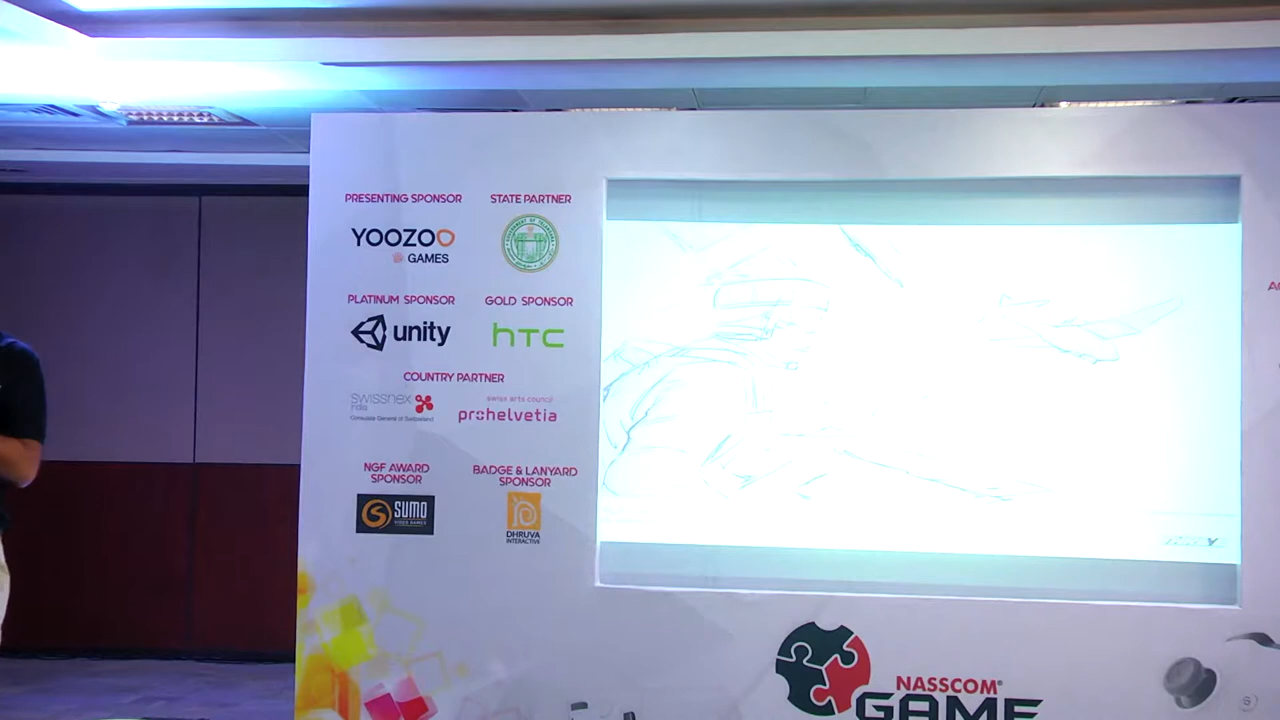 PRESENTING SPONSOR
STATE PARTNER
YOOZOO
GAMES
PLATINUM SPONSOR
GOLD SPONSOR
unity
hTC
COUNTRY PARTNER
swissnex
india
Consulate General of Switzerland
swiss arts council
prohelvetia
NGF AWARD
SPONSOR
BADGE & LANYARD
SPONSOR
SUMO
VIDEO GAMES
DHRUVA
INTERACTIVE
NASSCOM®
GAME